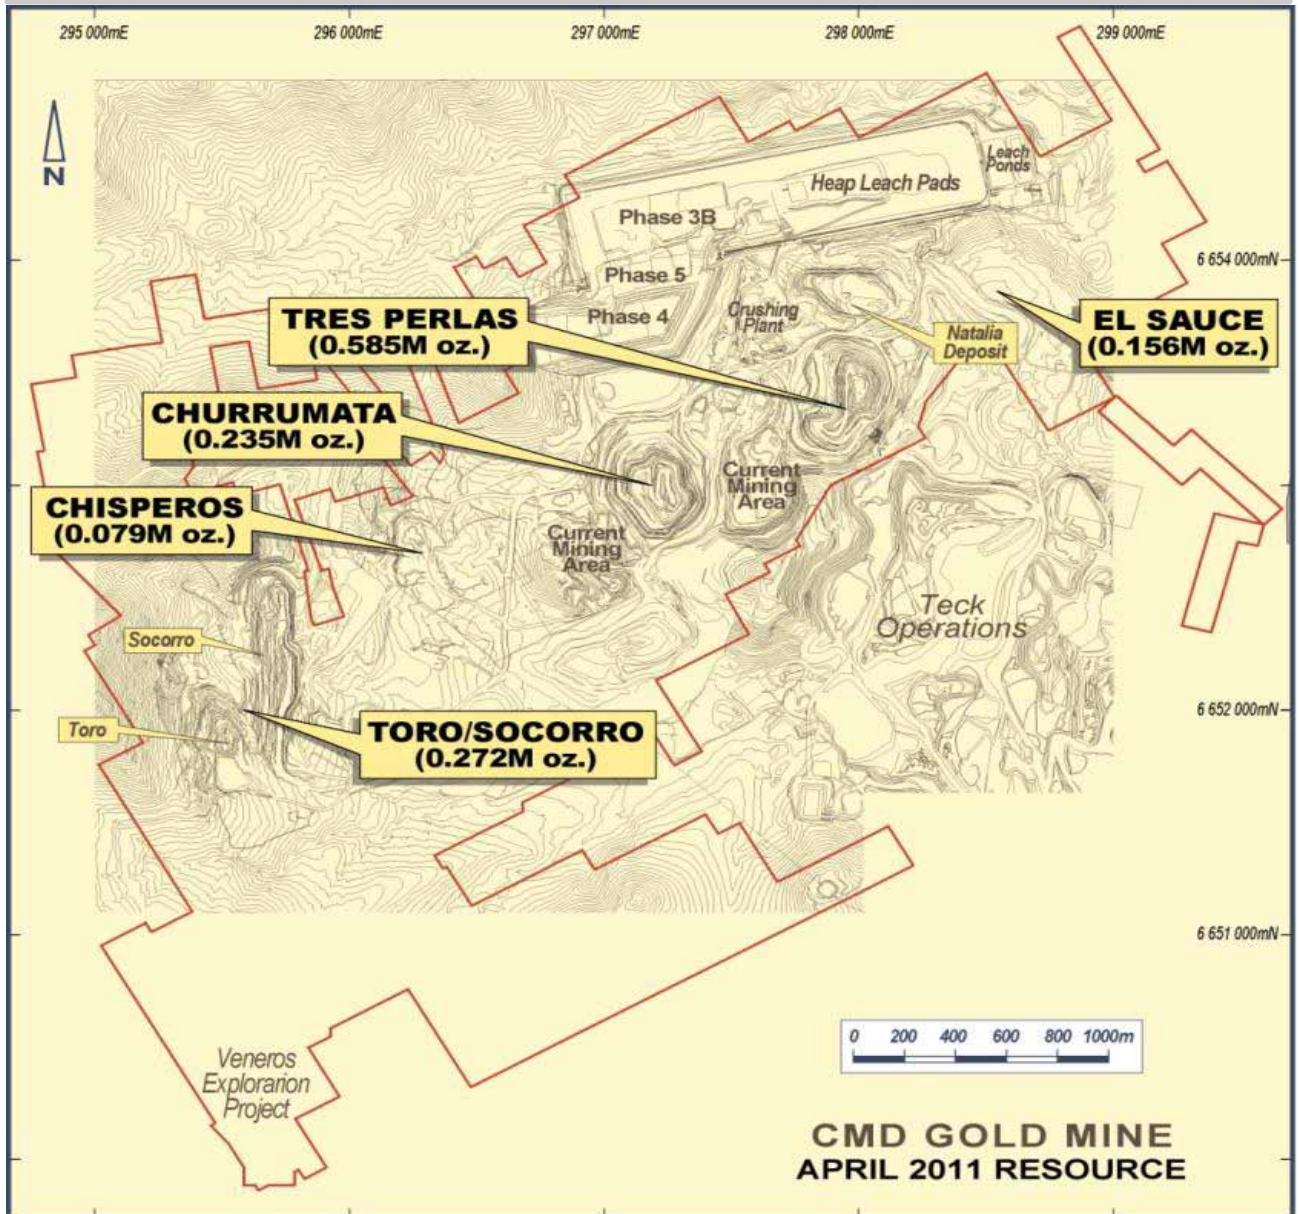 295 000mE
296 000mE
297 000mE
298 000mE
299 000mE
N
Leach
Ponds
Heap Leach Pads
Phase 3B
6 654 000mN
Phase 5
TRES PERLAS
(0.585M oz.)
Phase 4
Crushing
Plant
Natalia
Deposit
EL SAUCE
(0.156M oz.)
CHURRUMATA
(0.235M oz.)
Current
Mining
Area
CHISPEROS
(0.079M oz.)
Current
Mining
Area
Teck
Operations
Socorro
6 652 000mN
Toro
TORO/SOCORRO
(0.272M oz.)
6 651 000mN
0 200 400 600 800 1000m
Veneros
Explorarion
Project
CMD GOLD MINE
APRIL 2011 RESOURCE